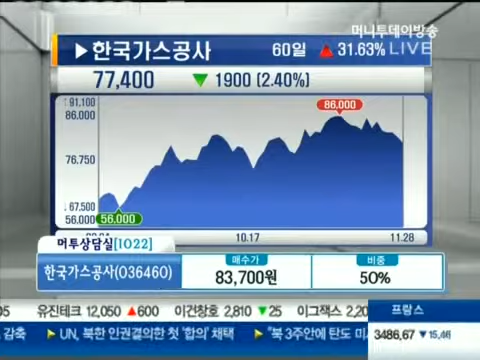 머니투데이방송
LIVE
▶한국가스공사 60일 ▲ 31.63%
77,400 ▼ 1900 (2.40%)
↑91,100
86,000
86,000
76,750
↓67,500
56,000
56,000
10.17
11.28
머투상담실[1022]
한국가스공사(036460)
매수가
83,700원
비중
50%
유진테크 12,050 ▲600 이건창호 2,810 ▼25 이그잭스
프랑스
3486,67 ▼15,46
감축 ▶ UN, 북한 인권결의한 첫 '합의' 채택 ▶ "북 3주안에 탄도